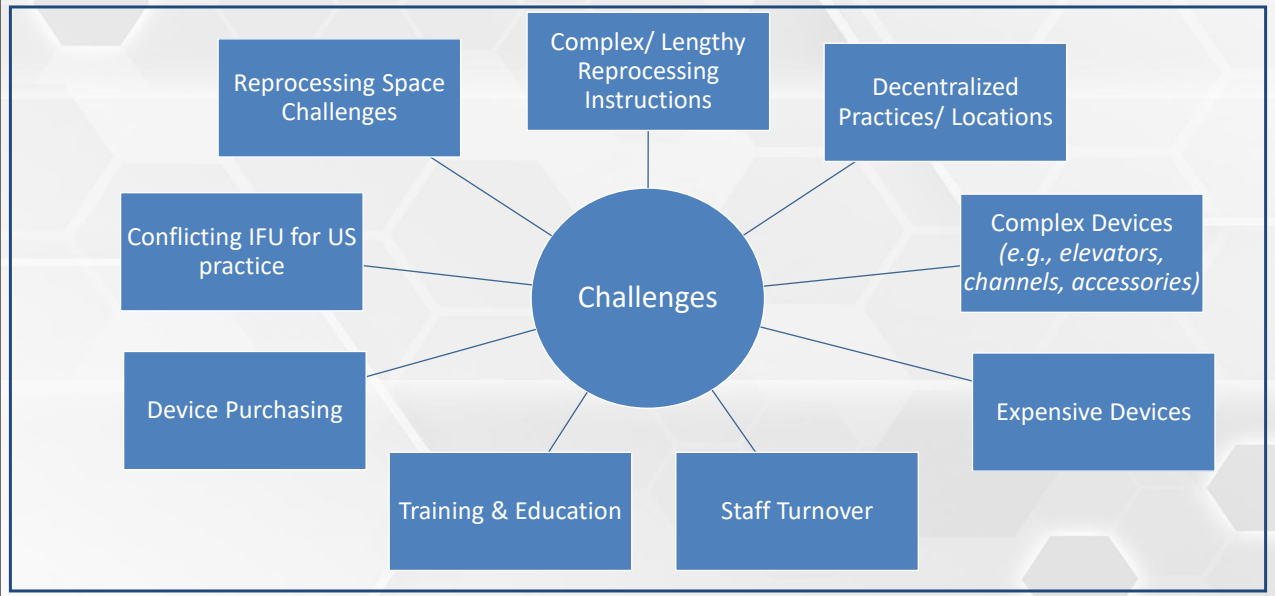 Complex/ Lengthy
Reprocessing
Instructions
Decentralized
Practices/ Locations
Complex Devices
(e.g., elevators,
channels, accessories)
Expensive Devices
Staff Turnover
Training & Education
Device Purchasing
Conflicting IFU for US
practice
Reprocessing Space
Challenges
Challenges